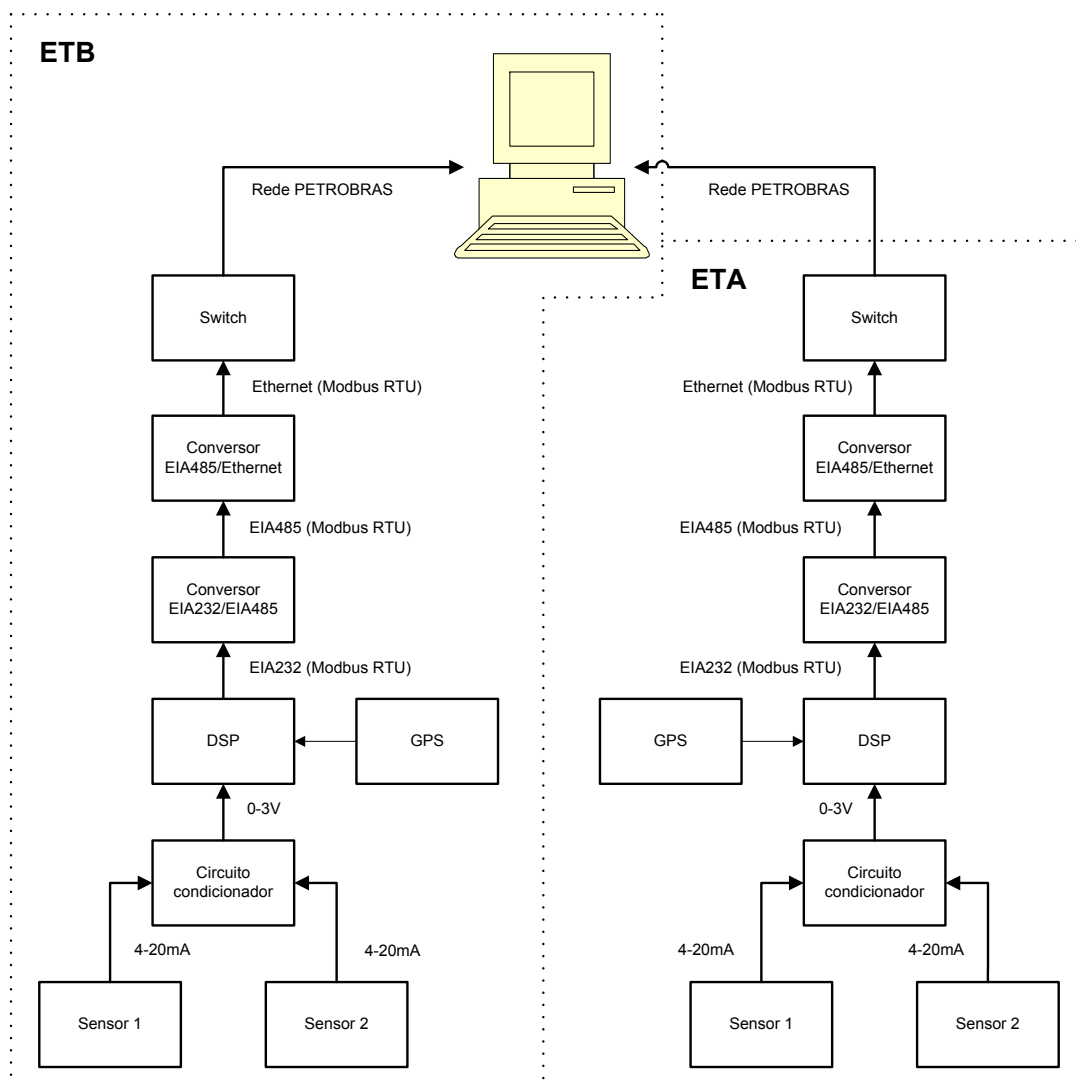 ETB
Rede PETROBRAS
Rede PETROBRAS
ETA
Switch
Switch
Ethernet (Modbus RTU)
Ethernet (Modbus RTU)
Conversor
EIA485/Ethernet
Conversor
EIA485/Ethernet
EIA485 (Modbus RTU)
EIA485 (Modbus RTU)
Conversor
EIA232/EIA485
Conversor
EIA232/EIA485
EIA232 (Modbus RTU)
EIA232 (Modbus RTU)
DSP
GPS
GPS
DSP
0-3V
0-3V
Circuito
condicionador
Circuito
condicionador
4-20mA
4-20mA
4-20mA
4-20mA
Sensor 1
Sensor 2
Sensor 1
Sensor 2